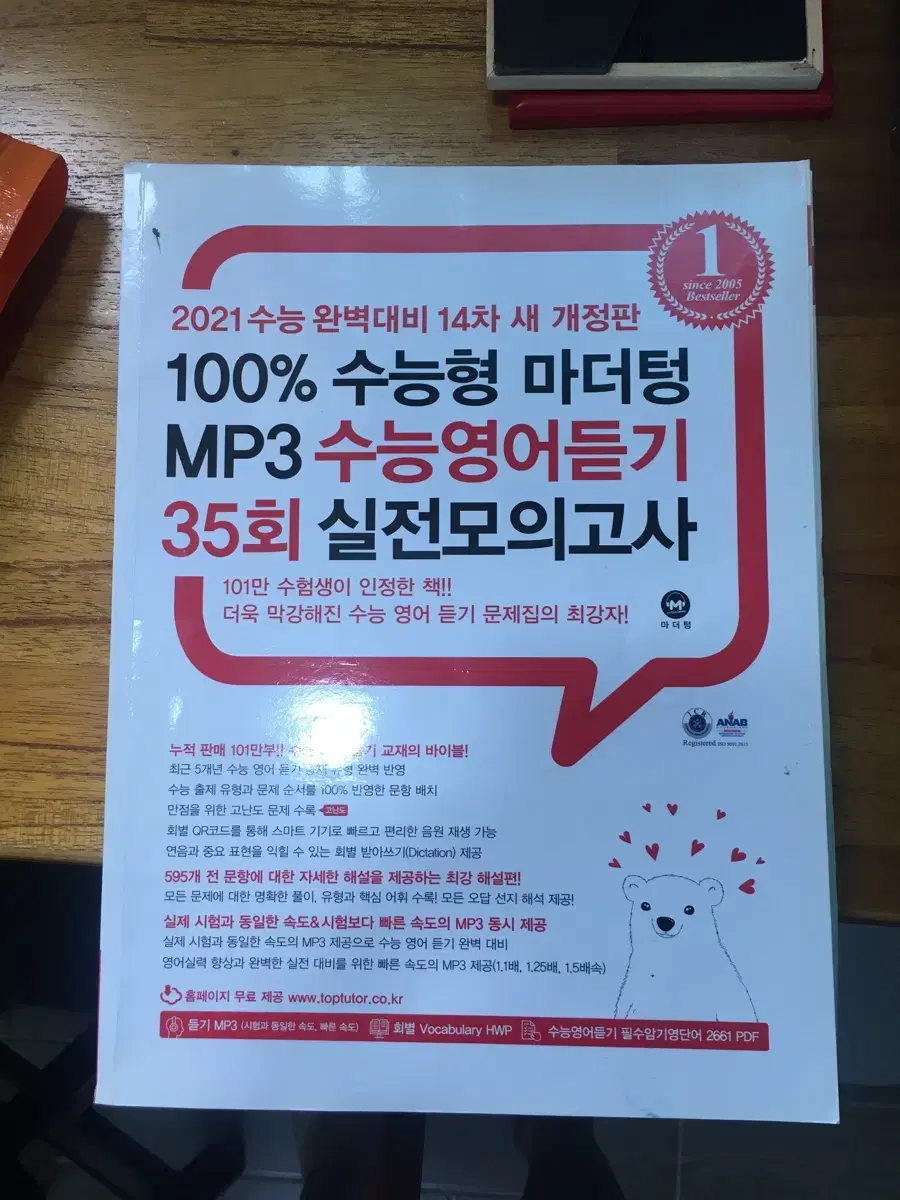 1
since 2005
Bestseller
2021 수능 완벽대비 14차 새 개정판
100% 수능형 마더텅
MP3 수능영어듣기
35회 실전모의고사
101만 수험생이 인정한 책!!
더욱 막강해진 수능 영어 듣기 문제집의 최강자!
M
마더텅
ICR
ANAB
Registered ISO 9001:2015
누적 판매 101만부!! 교재의 바이블!
최근 5개년 수능 영어 듣기 유형 완벽 반영
수능 출제 유형과 문제 순서를 100% 반영한 문항 배치
만점을 위한 고난도 문제 수록 고난도
회별 QR코드를 통해 스마트 기기로 빠르고 편리한 음원 재생 가능
연음과 중요 표현을 익힐 수 있는 회별 받아쓰기(Dictation) 제공
595개 전 문항에 대한 자세한 해설을 제공하는 최강 해설편!
모든 문제에 대한 명확한 풀이, 유형과 핵심 어휘 수록! 모든 오답 선지 해석 제공!
실제 시험과 동일한 속도&시험보다 빠른 속도의 MP3 동시 제공
실제 시험과 동일한 속도의 MP3 제공으로 수능 영어 듣기 완벽 대비
영어실력 향상과 완벽한 실전 대비를 위한 빠른 속도의 MP3 제공(1.1배, 1.25배, 1.5배속)
홈페이지 무료 제공 www.toptutor.co.kr
듣기 MP3 (시험과 동일한 속도, 빠른 속도) 회별 Vocabulary HWP 수능영어듣기 필수암기영단어 2661 PDF